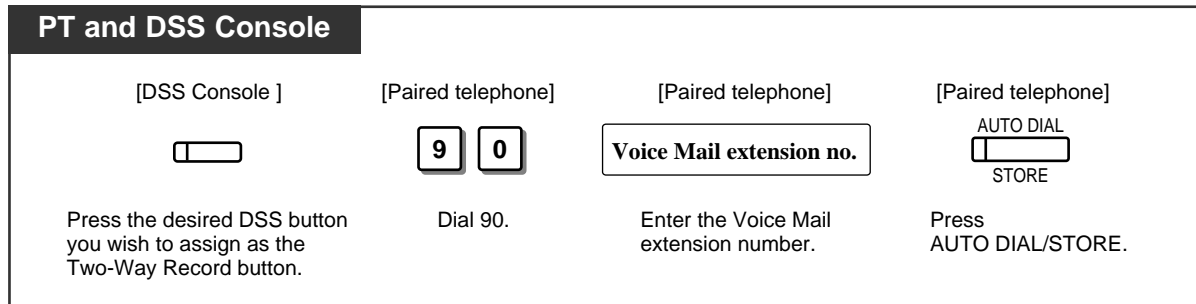 PT and DSS Console
[DSS Console ]
[Paired telephone]
[Paired telephone]
[Paired telephone]
9 0
Voice Mail extension no.
AUTO DIAL
STORE
Press the desired DSS button
you wish to assign as the
Two-Way Record button.
Dial 90.
Enter the Voice Mail
extension number.
Press
AUTO DIAL/STORE.